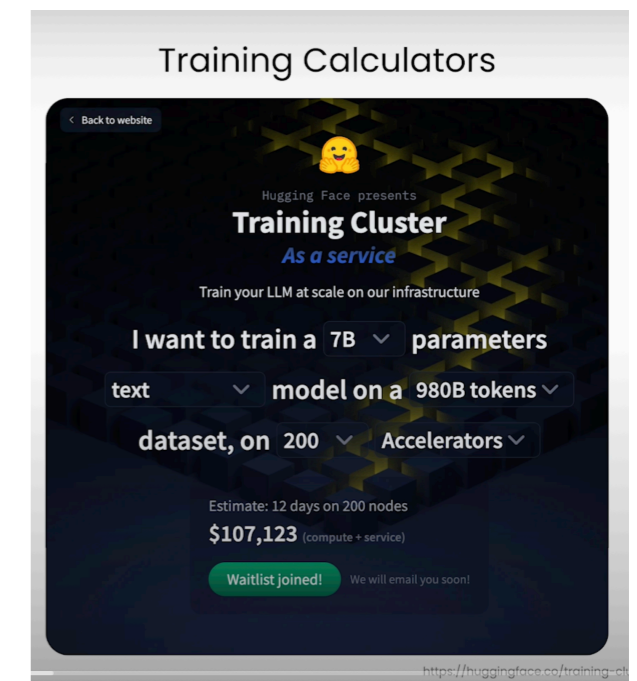 Training Calculators
Back to website
Hugging Face presents
Training Cluster
As a service
Train your LLM at scale on our infrastructure
I want to train a 7B parameters
text model on a 980B tokens
dataset, on 200 Accelerators
Estimate: 12 days on 200 nodes
$107,123 (compute + service)
Waitlist joined! We will email you soon!
https://huggingface.co/training-clu